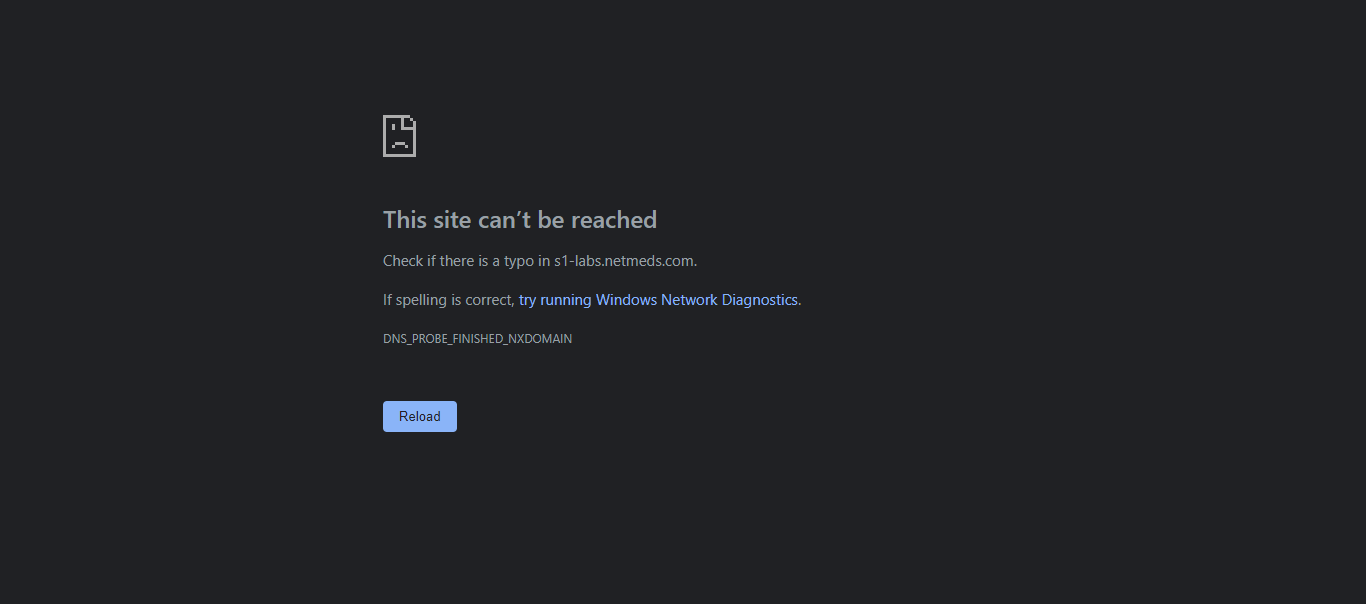 This site can’t be reached
Check if there is a typo in s1-labs.netmeds.com.
If spelling is correct, try running Windows Network Diagnostics.
DNS_PROBE_FINISHED_NXDOMAIN
Reload